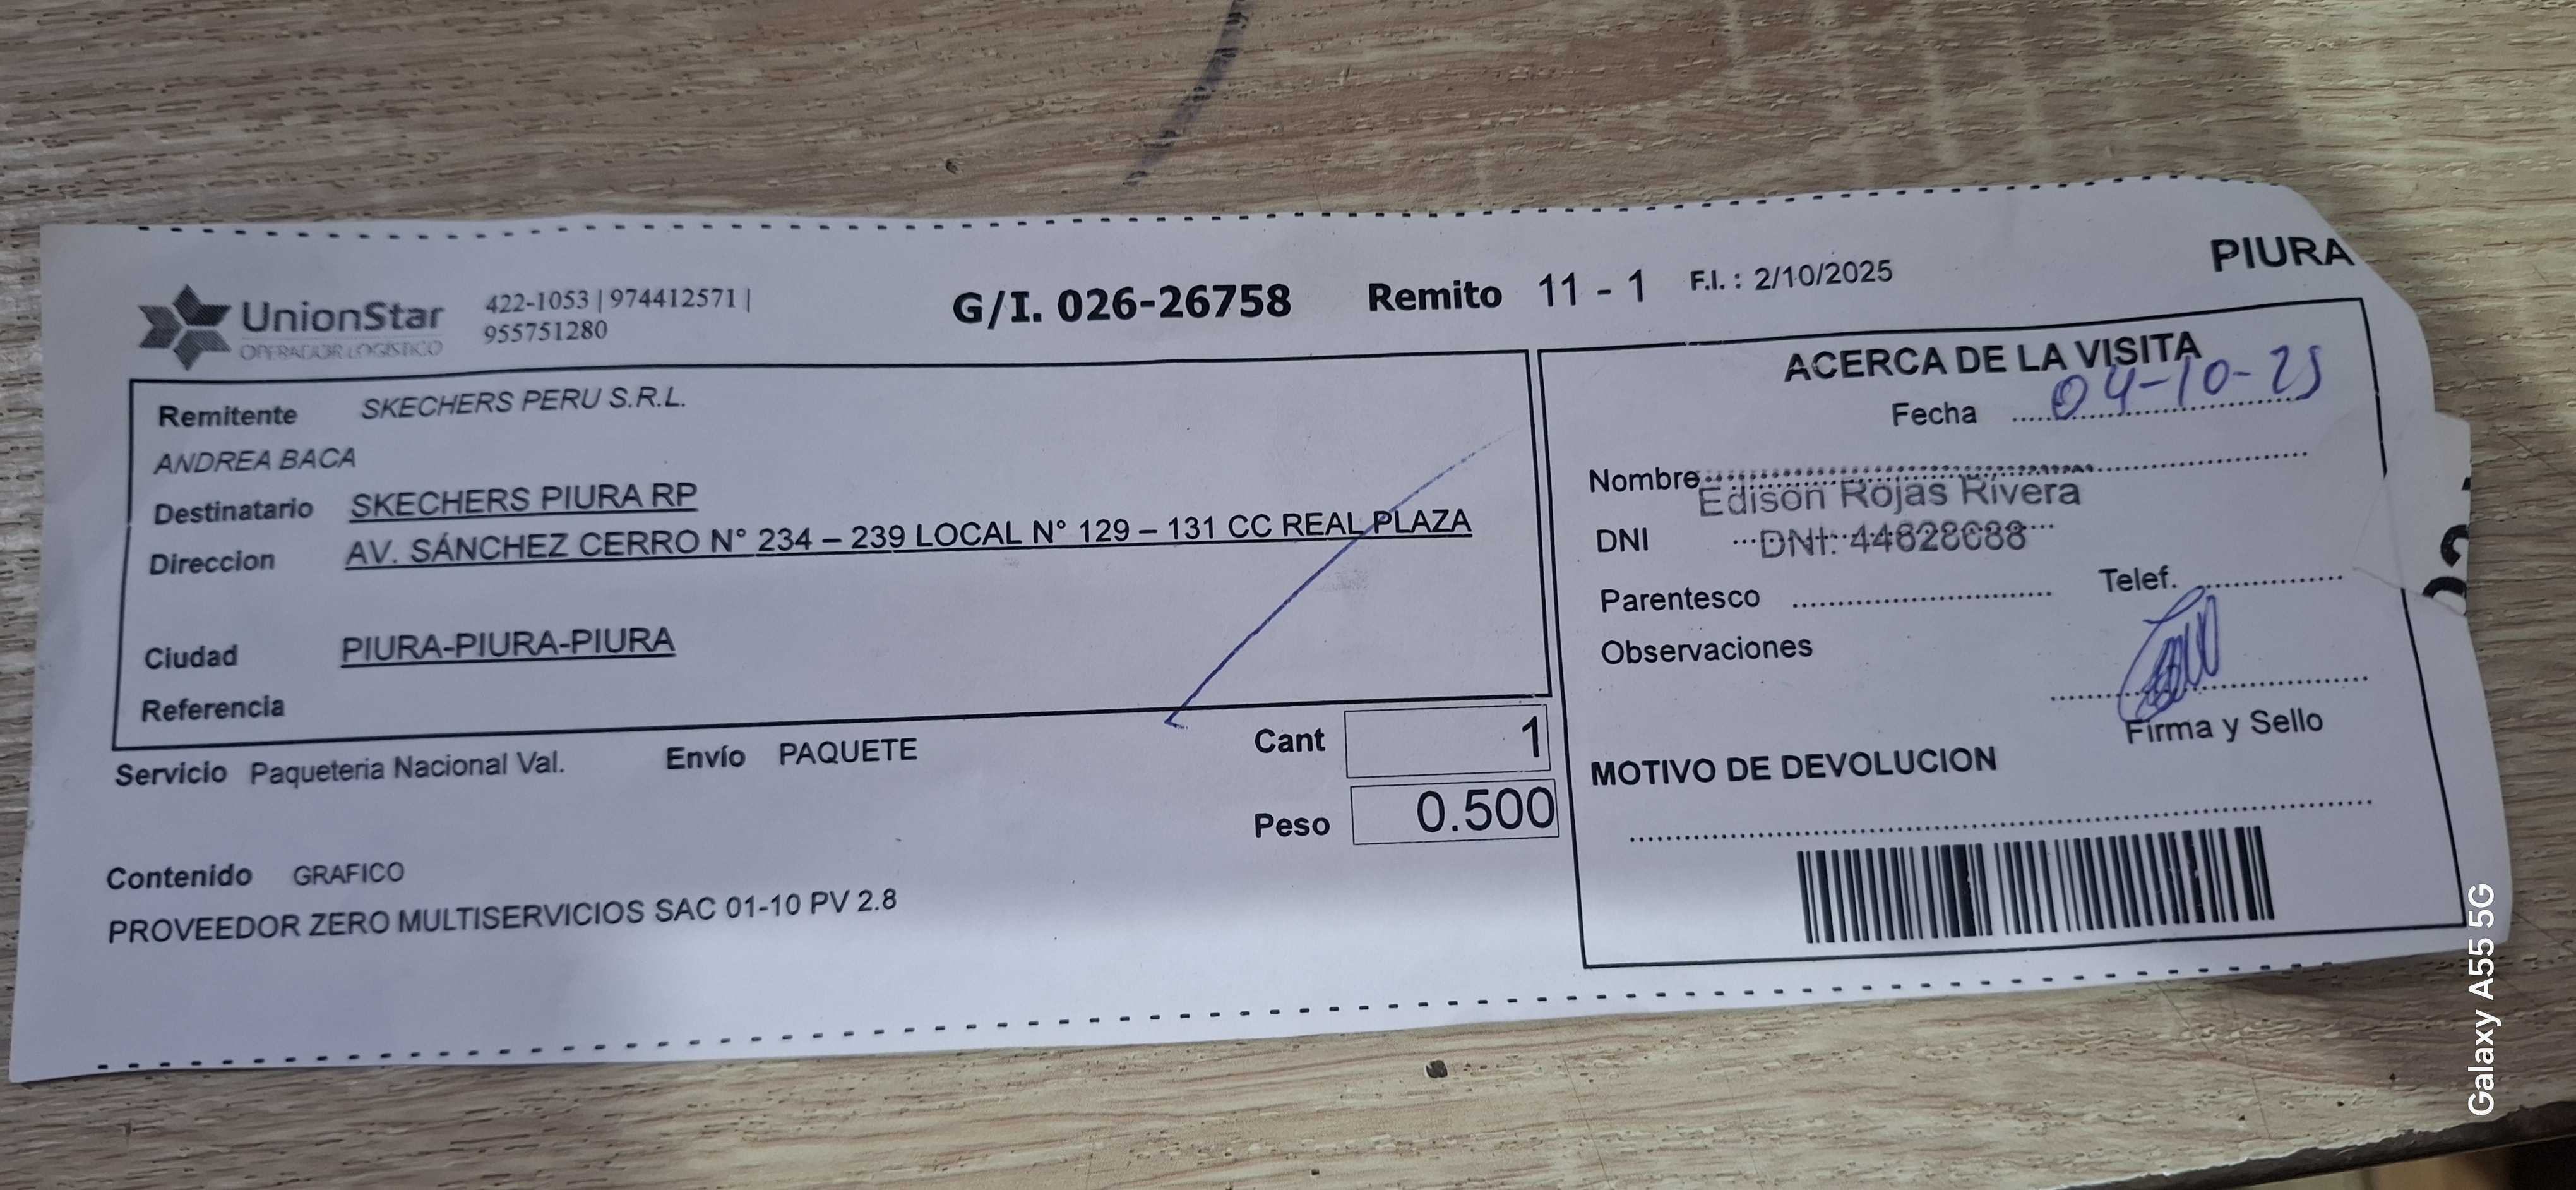 UnionStar
OPERADOR LOGÍSTICO
422-1053 | 974412571 |
955751280
G/I. 026-26758 Remito 11 - 1 F.I. : 2/10/2025
PIURA
Remitente SKECHERS PERU S.R.L.
ANDREA BACA
Destinatario SKECHERS PIURA RP
Direccion AV. SÁNCHEZ CERRO N° 234 – 239 LOCAL N° 129 – 131 CC REAL PLAZA
Ciudad PIURA-PIURA-PIURA
Referencia
Servicio Paqueteria Nacional Val. Envío PAQUETE
Cant 1
Peso 0.500
Contenido GRAFICO
PROVEEDOR ZERO MULTISERVICIOS SAC 01-10 PV 2.8
ACERCA DE LA VISITA
Fecha 04-10-25
Nombre Edison Rojas Rivera
DNI DNI: 44628688
Parentesco Telef.
Observaciones
Firma y Sello
MOTIVO DE DEVOLUCION
Galaxy A55 5G